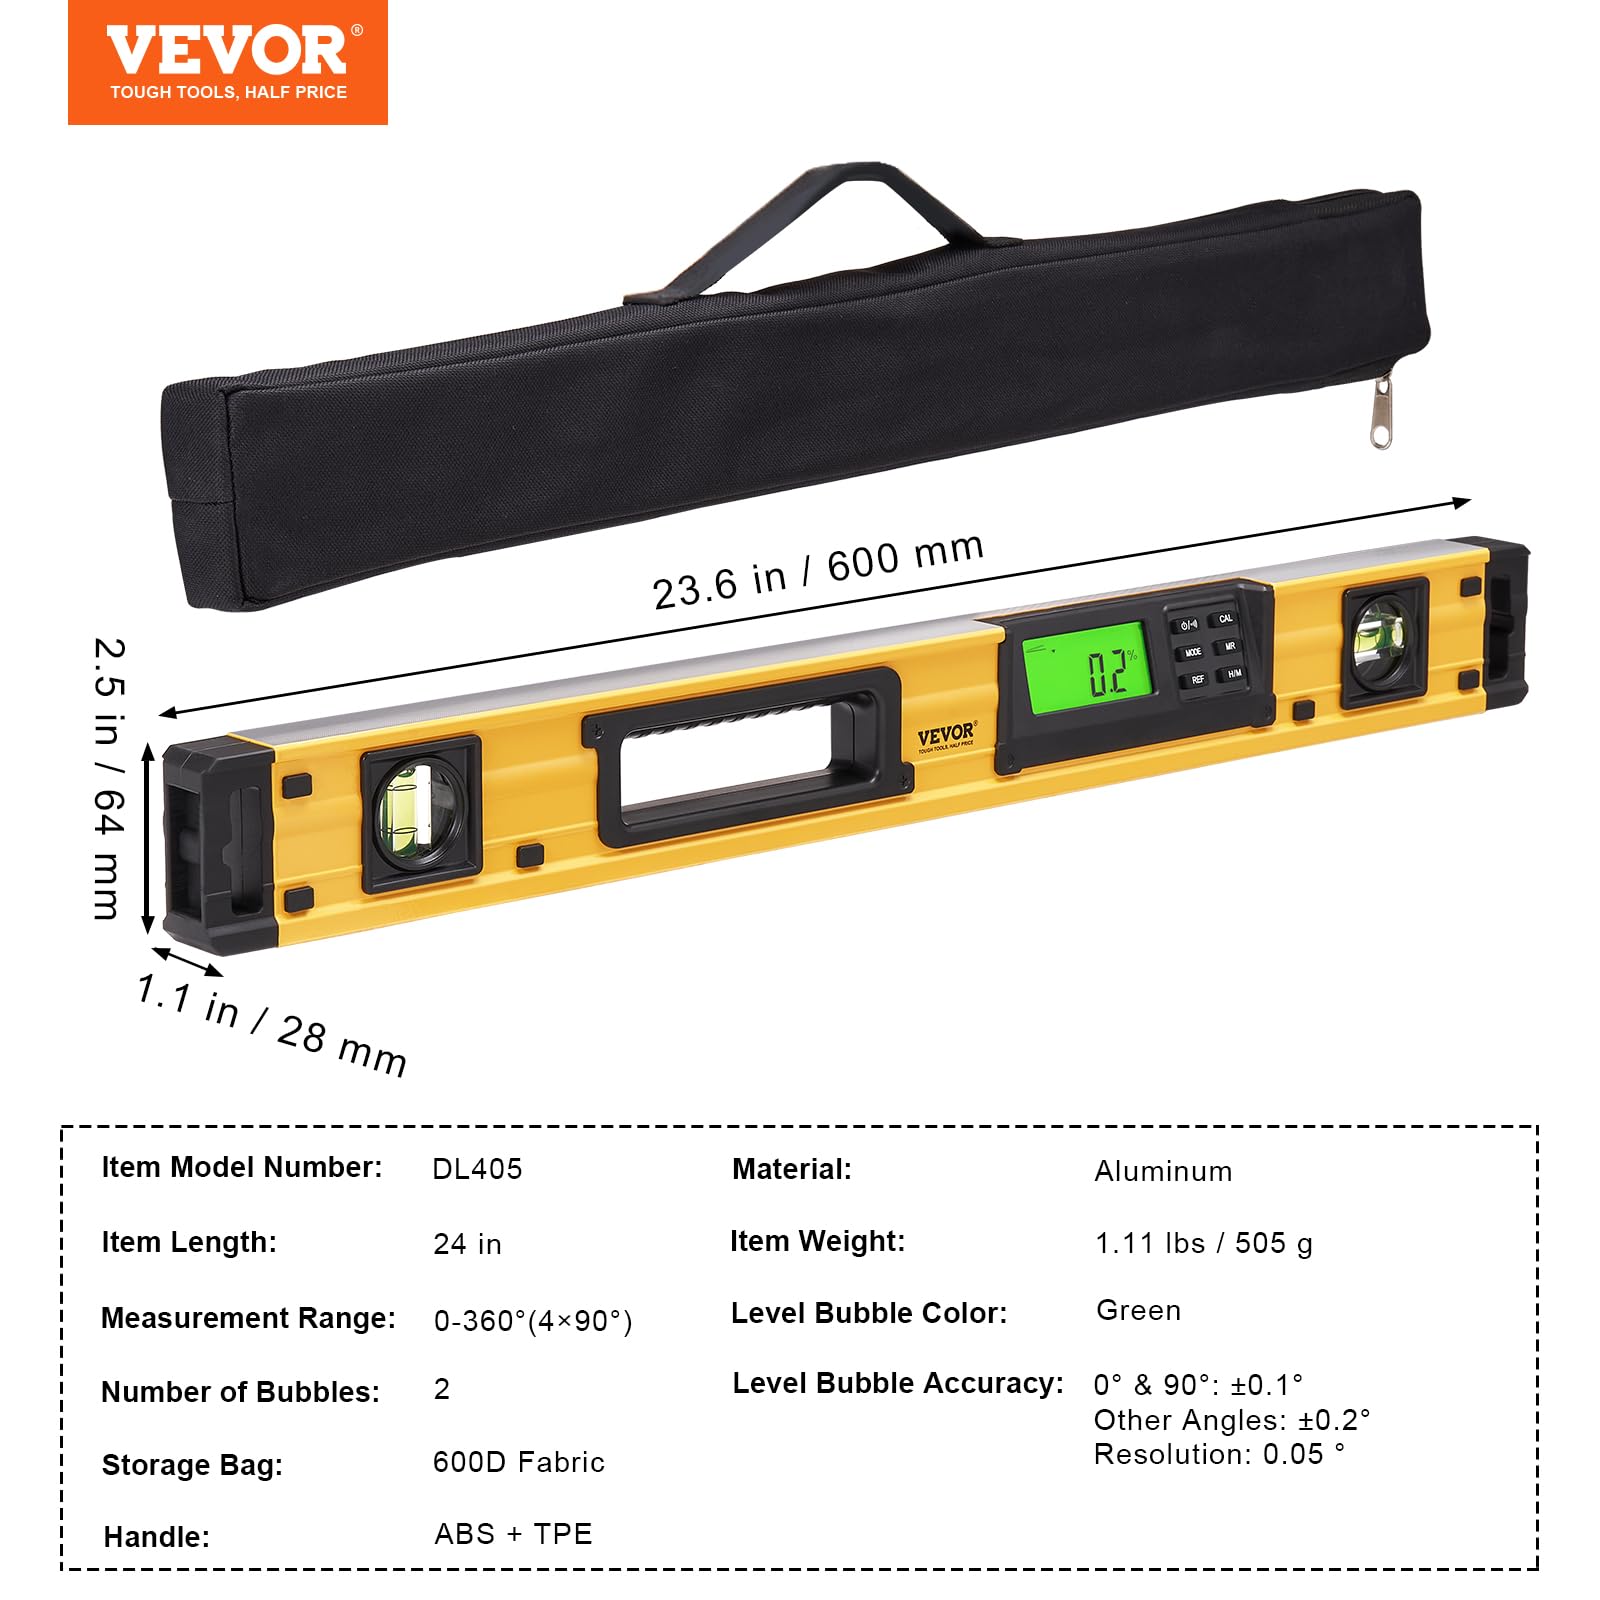 VEVOR®
TOUGH TOOLS, HALF PRICE
23.6 in / 600 mm
2.5 in / 64 mm
1.1 in / 28 mm
0.2%
CAL
MODE
MR
REF
H/M
VEVOR®
TOUGH TOOLS, HALF PRICE
Item Model Number: DL405
Material: Aluminum
Item Length: 24 in
Item Weight: 1.11 lbs / 505 g
Measurement Range: 0-360°(4×90°)
Level Bubble Color: Green
Number of Bubbles: 2
Level Bubble Accuracy: 0° & 90°: ±0.1°
Other Angles: ±0.2°
Resolution: 0.05 °
Storage Bag: 600D Fabric
Handle: ABS + TPE